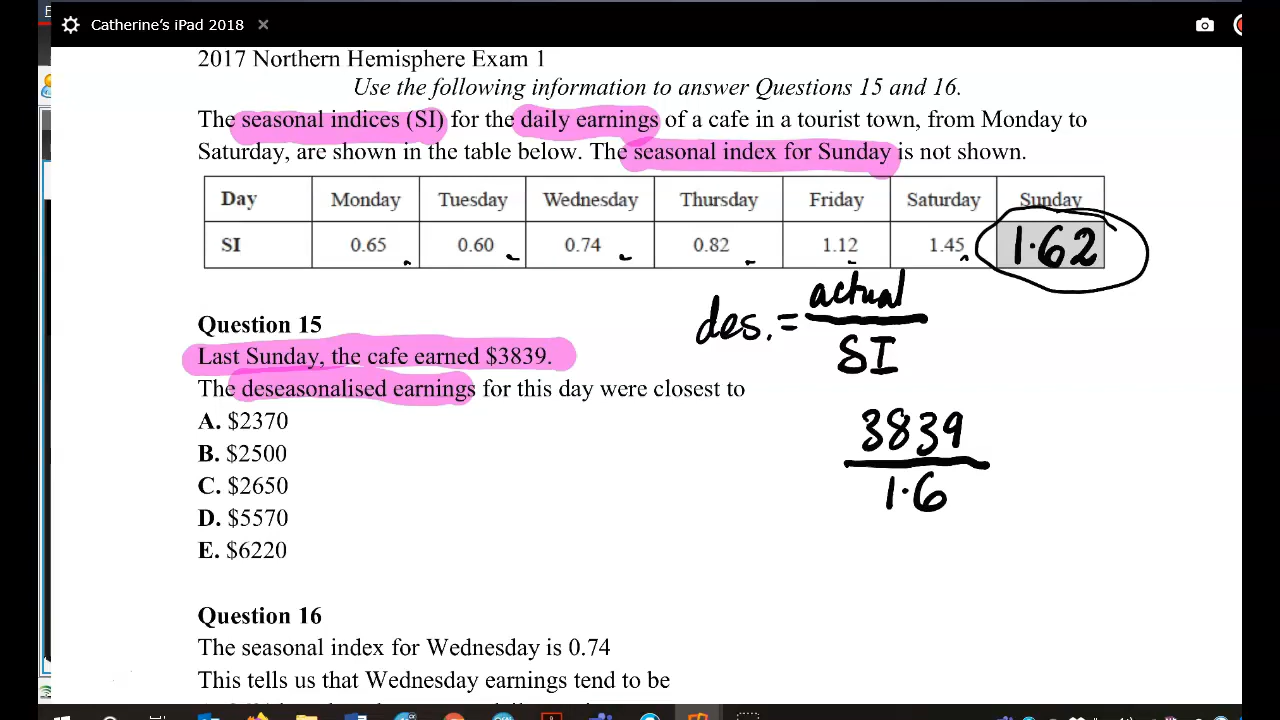 Catherine's iPad 2018 ×
2017 Northern Hemisphere Exam 1
Use the following information to answer Questions 15 and 16.
The seasonal indices (SI) for the daily earnings of a cafe in a tourist town, from Monday to
Saturday, are shown in the table below. The seasonal index for Sunday is not shown.
Day Monday Tuesday Wednesday Thursday Friday Saturday Sunday
SI 0.65 0.60 0.74 0.82 1.12 1.45 1.62
des. = actual
SI
Question 15
Last Sunday, the cafe earned $3839.
The deseasonalised earnings for this day were closest to
A. $2370
B. $2500
C. $2650
D. $5570
E. $6220
3839
1.6
Question 16
The seasonal index for Wednesday is 0.74
This tells us that Wednesday earnings tend to be